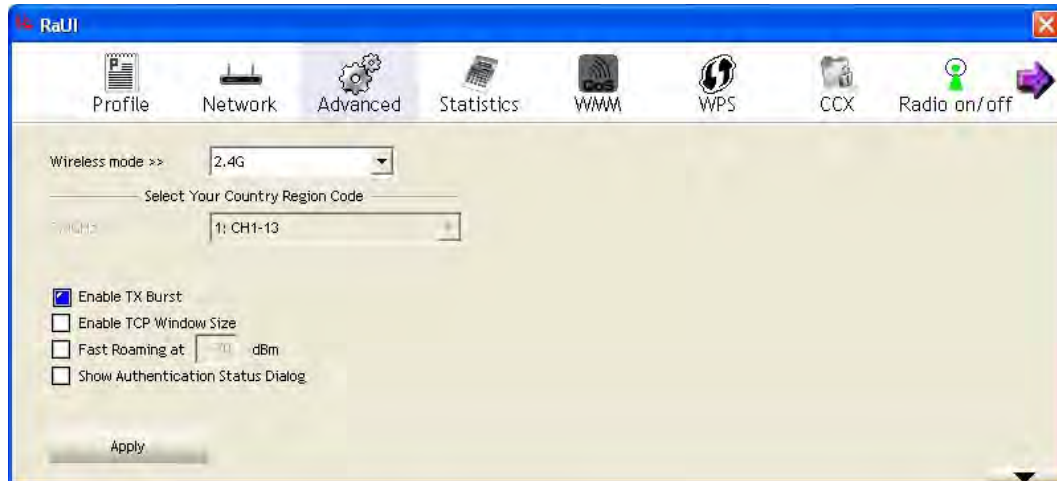 RaUI
Profile Network Advanced Statistics WMM WPS CCX Radio on/off
Wireless mode >> 2.4G
Select Your Country Region Code
1: CH1-13
Enable TX Burst
Enable TCP Window Size
Fast Roaming at dBm
Show Authentication Status Dialog
Apply